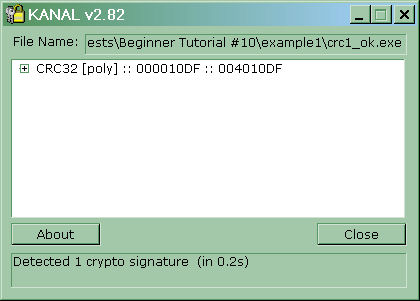 KANAL v2.82
File Name: ests\Beginner Tutorial #10\example1\crc1_ok.exe
CRC32 [poly] :: 000010DF :: 004010DF
About Close
Detected 1 crypto signature (in 0.2s)